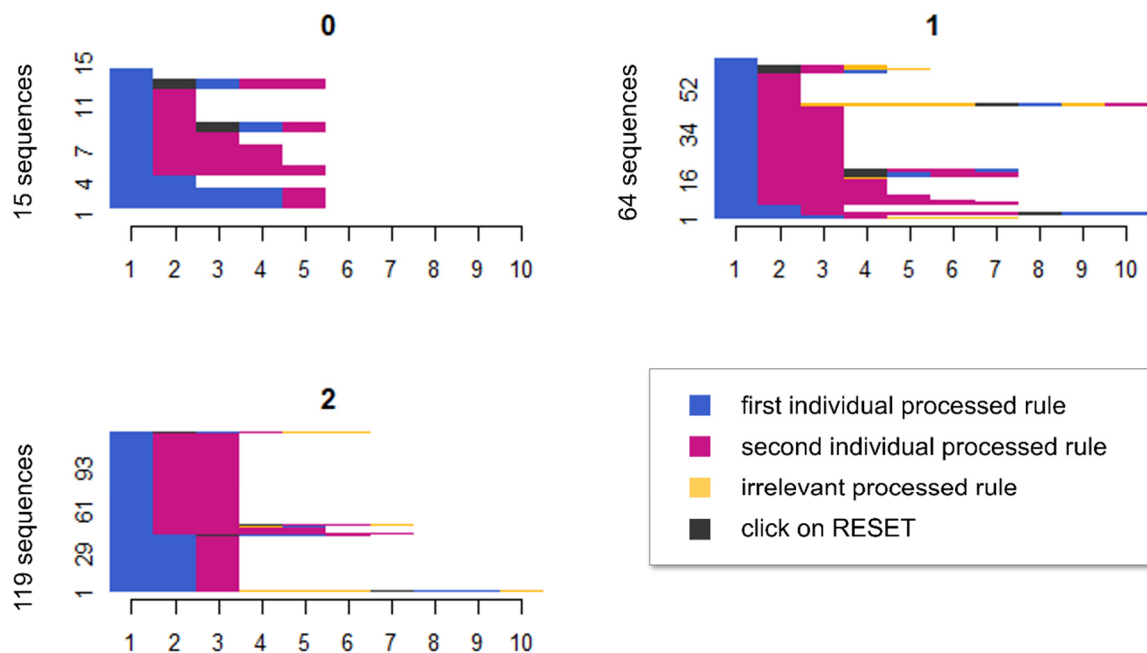 0
15 sequences
15
11
7
4
1
1 2 3 4 5 6 7 8 9 10
1
64 sequences
52
34
16
1
1 2 3 4 5 6 7 8 9 10
2
119 sequences
93
61
29
1
1 2 3 4 5 6 7 8 9 10
first individual processed rule
second individual processed rule
irrelevant processed rule
click on RESET